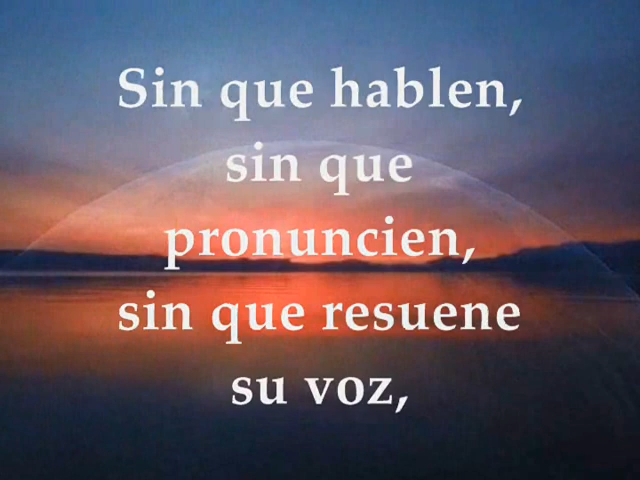 Sin que hablen,
sin que
pronuncien,
sin que resuene
su voz,